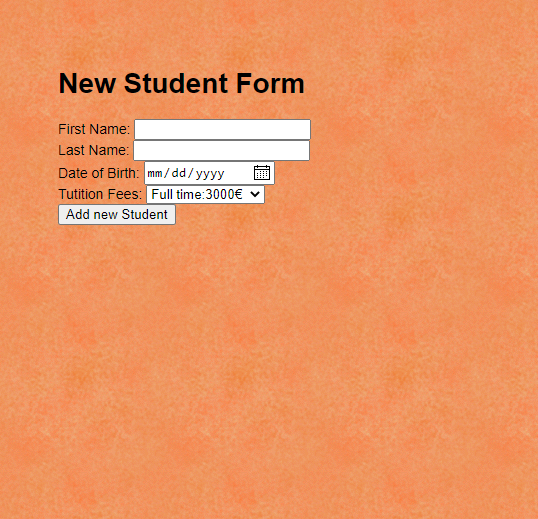 New Student Form
First Name:
Last Name:
Date of Birth: mm/dd/yyyy
Tutition Fees: Full time:3000€
Add new Student